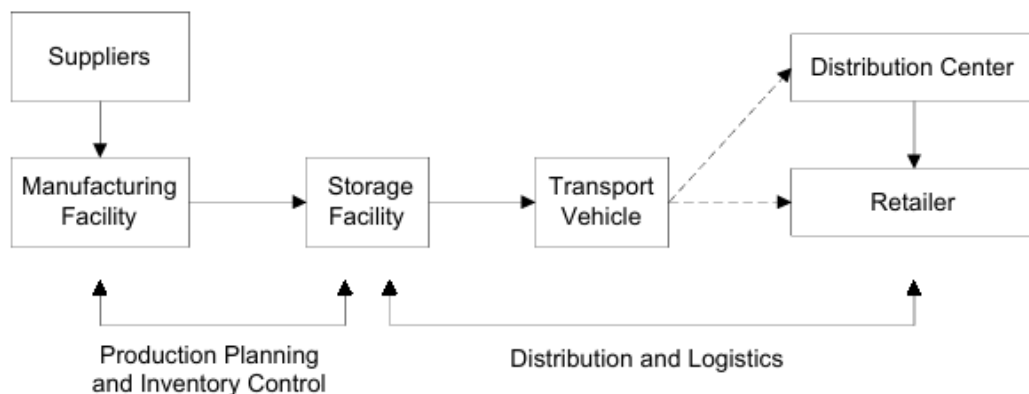 Suppliers
Distribution Center
Manufacturing
Facility
Storage
Facility
Transport
Vehicle
Retailer
Production Planning
and Inventory Control
Distribution and Logistics